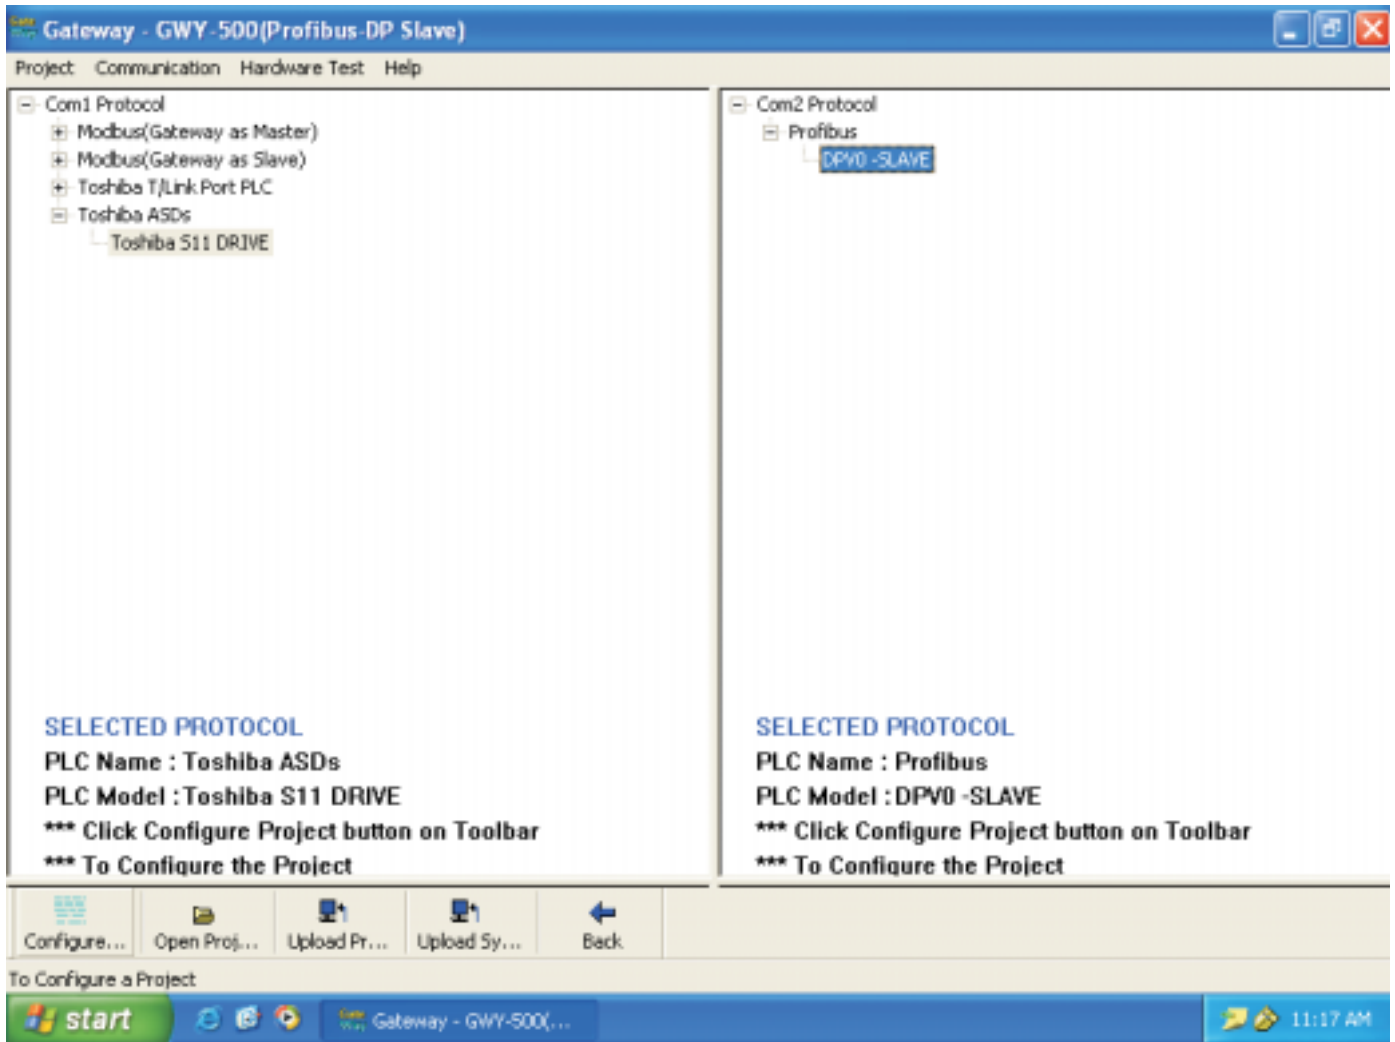 Gateway - GWY-500(Profibus-DP Slave)
Project Communication Hardware Test Help
Com1 Protocol
Modbus(Gateway as Master)
Modbus(Gateway as Slave)
Toshiba T/Link Port PLC
Toshiba ASDs
Toshiba S11 DRIVE
SELECTED PROTOCOL
PLC Name : Toshiba ASDs
PLC Model :Toshiba S11 DRIVE
*** Click Configure Project button on Toolbar
*** To Configure the Project
Com2 Protocol
Profibus
DPV0 -SLAVE
SELECTED PROTOCOL
PLC Name : Profibus
PLC Model :DPV0 -SLAVE
*** Click Configure Project button on Toolbar
*** To Configure the Project
Configure... Open Proj... Upload Pr... Upload Sy... Back
To Configure a Project
start Gateway - GWY-500(... 11:17 AM